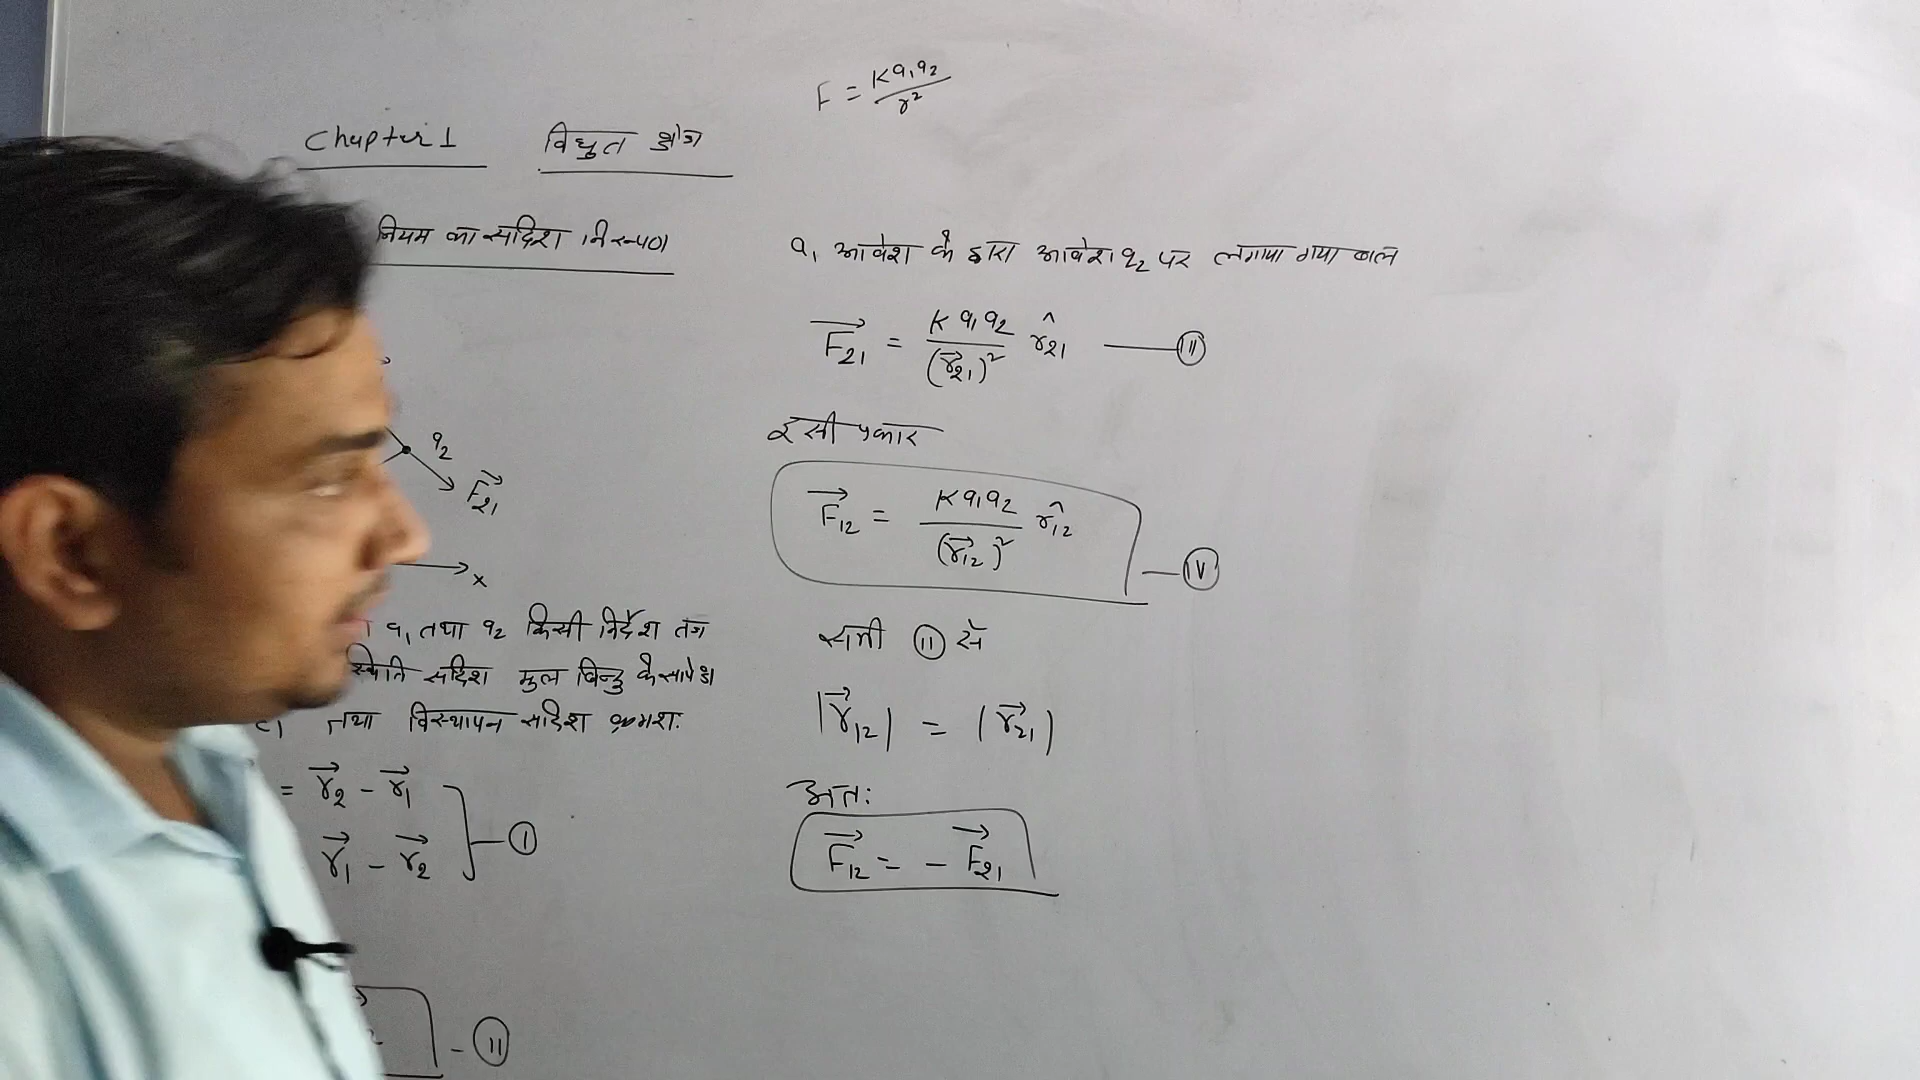 F = Kq₁q₂/r²
Chapter 1 विधुत क्षेत्र
नियम का सदिश निरूपण
q₂
F⃗₂₁
x
q₁ तथा q₂ किसी निर्देश तंत्र
स्थिति सदिश मुल बिन्दु के सापेक्ष
तथा विस्थापन सदिश क्रमशः
= r⃗₂ - r⃗₁
r⃗₁ - r⃗₂ — I
- II
q₁ आवेश के द्वारा आवेश q₂ पर लगाया गया बल
F⃗₂₁ = Kq₁q₂/(r⃗₂₁)² r̂₂₁ — III
इसी प्रकार
F⃗₁₂ = Kq₁q₂/(r⃗₁₂)² r̂₁₂ — IV
समी II से
|r⃗₁₂| = |r⃗₂₁|
अतः
F⃗₁₂ = - F⃗₂₁